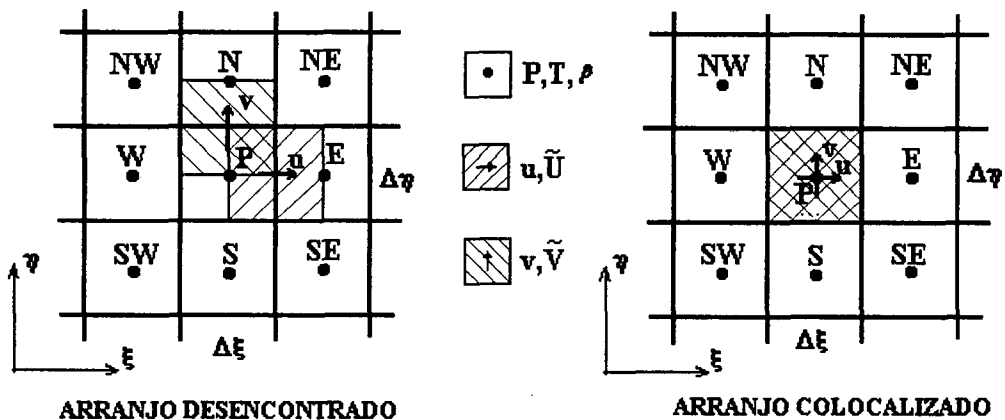 NW N NE
v
W P u E
Δη
SW S SE
η
ξ
Δξ
ARRANJO DESENCONTRADO
P,T,ρ
u,Ũ
v,Ṽ
NW N NE
W v E
P u
Δη
SW S SE
η
ξ
Δξ
ARRANJO COLOCALIZADO